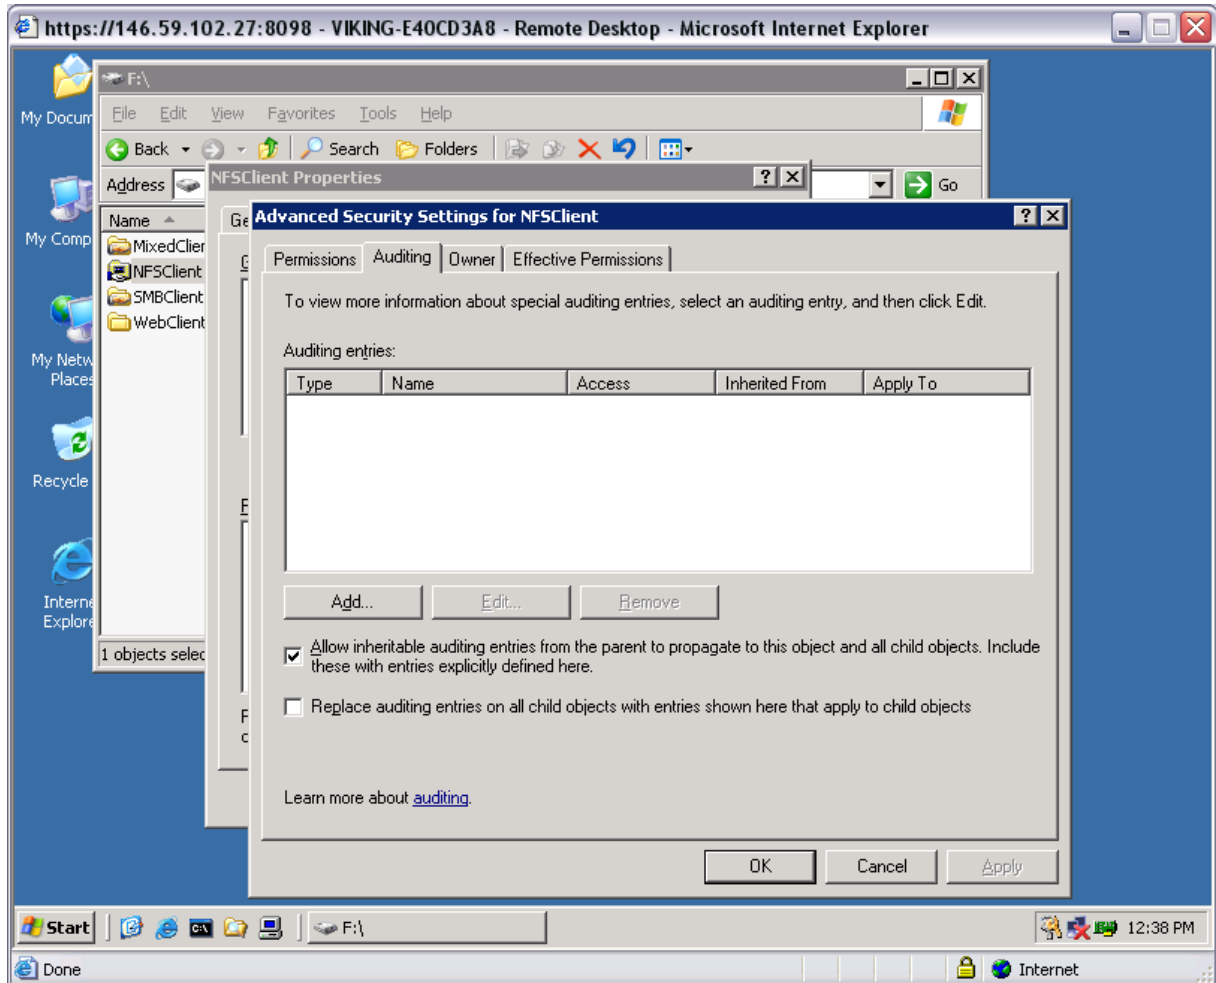 https://146.59.102.27:8098 - VIKING-E40CD3A8 - Remote Desktop - Microsoft Internet Explorer
F:\
My Docum
File Edit View Favorites Tools Help
Back Search Folders
Address Go
NFSClient Properties
Name
Ge
Advanced Security Settings for NFSClient
My Comp
MixedClier
NFSClient
SMBClient
WebClient
Permissions Auditing Owner Effective Permissions
To view more information about special auditing entries, select an auditing entry, and then click Edit.
My Netw
Places
Auditing entries:
Type Name Access Inherited From Apply To
Recycle
Interne
Explore
Add... Edit... Remove
1 objects selec
Allow inheritable auditing entries from the parent to propagate to this object and all child objects. Include
these with entries explicitly defined here.
Replace auditing entries on all child objects with entries shown here that apply to child objects
Learn more about auditing.
OK Cancel Apply
Start F:\ 12:38 PM
Done Internet